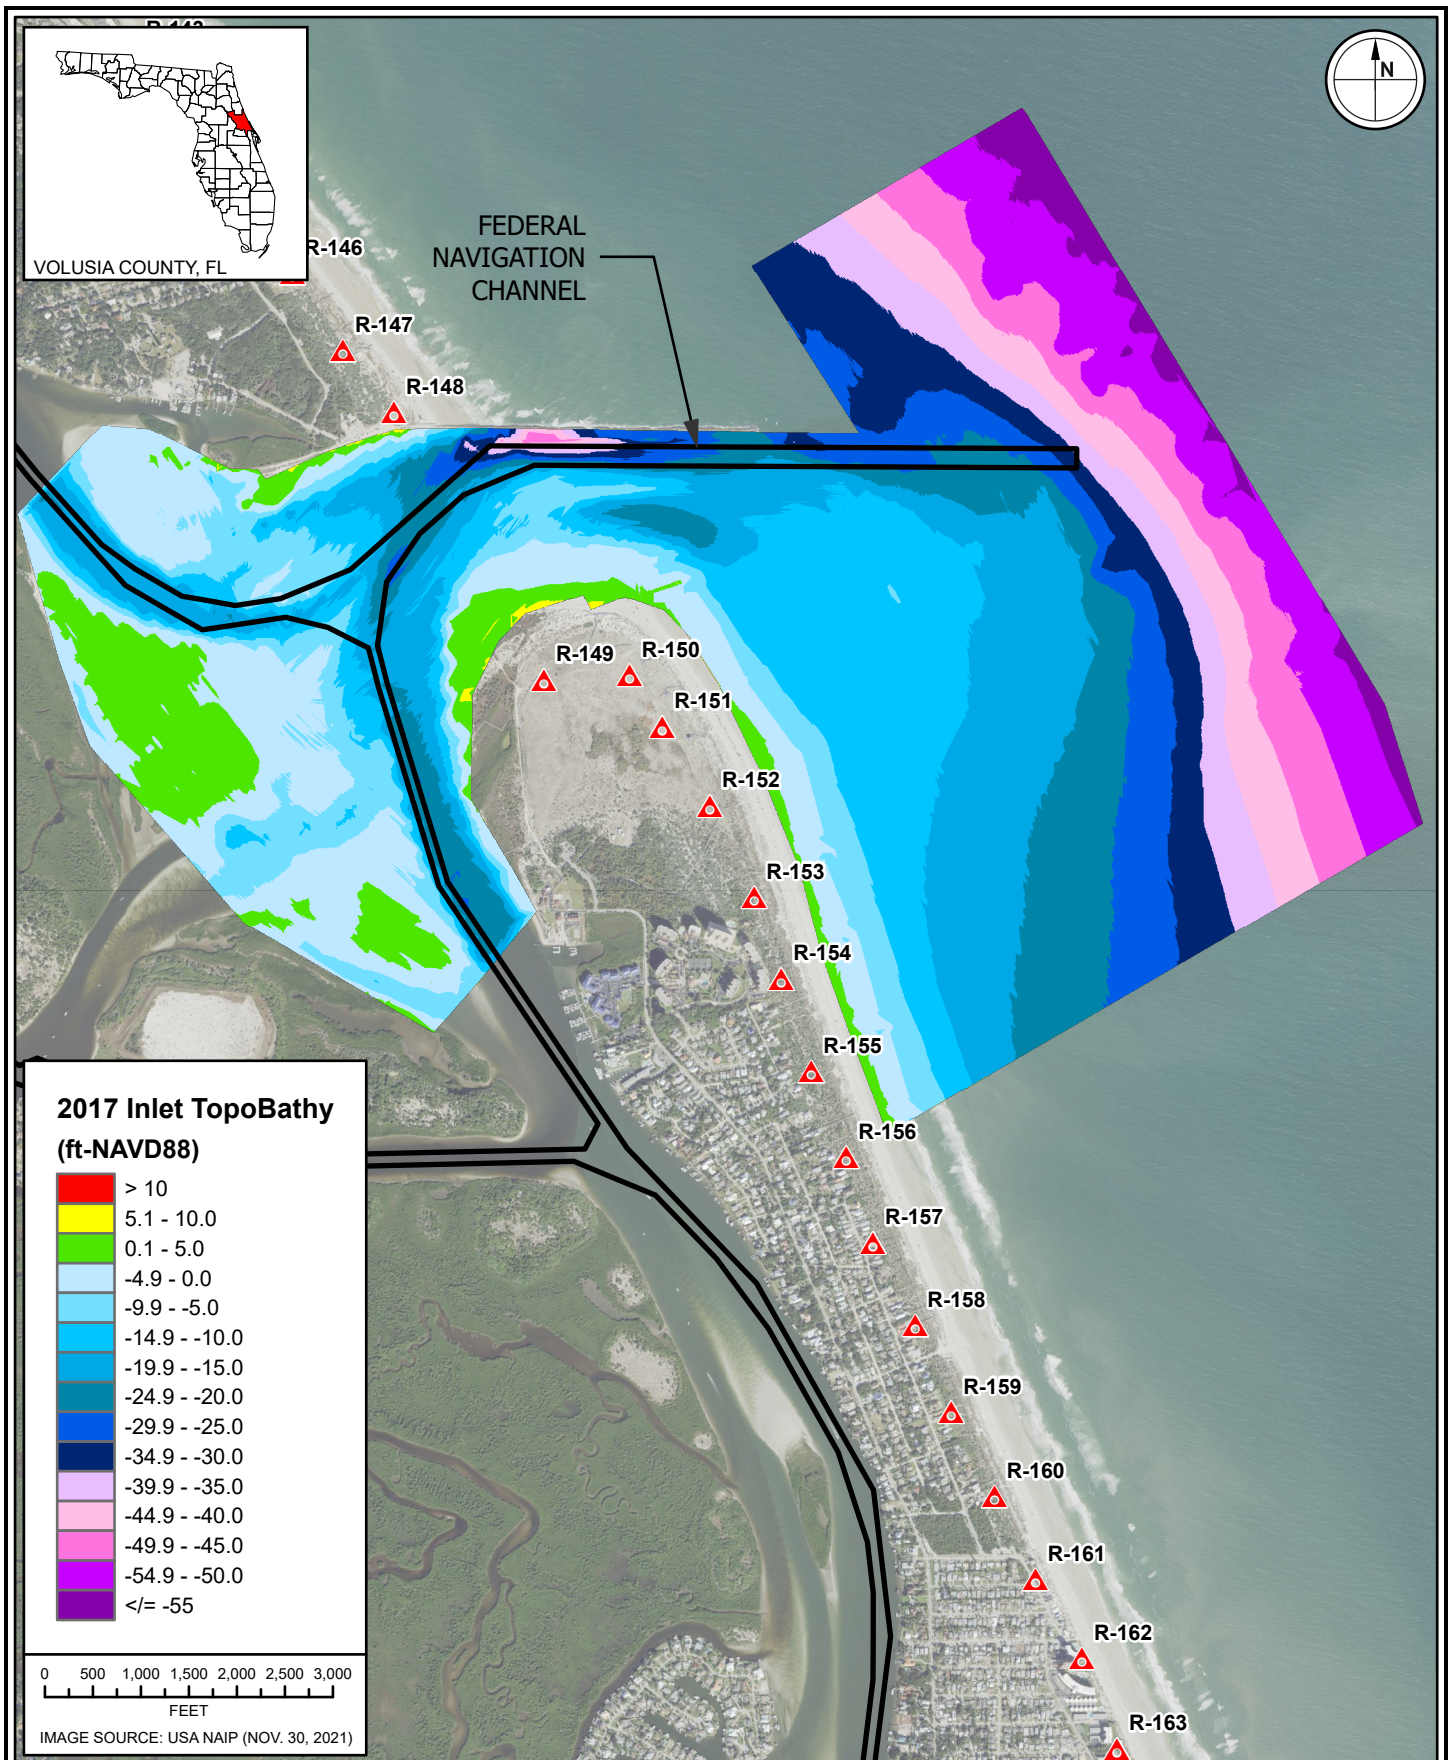 VOLUSIA COUNTY, FL
N
FEDERAL
NAVIGATION
CHANNEL
R-146
R-147
R-148
R-149
R-150
R-151
R-152
R-153
R-154
R-155
R-156
R-157
R-158
R-159
R-160
R-161
R-162
R-163
2017 Inlet TopoBathy
(ft-NAVD88)
> 10
5.1 - 10.0
0.1 - 5.0
-4.9 - 0.0
-9.9 - -5.0
-14.9 - -10.0
-19.9 - -15.0
-24.9 - -20.0
-29.9 - -25.0
-34.9 - -30.0
-39.9 - -35.0
-44.9 - -40.0
-49.9 - -45.0
-54.9 - -50.0
</= -55
0 500 1,000 1,500 2,000 2,500 3,000
FEET
IMAGE SOURCE: USA NAIP (NOV. 30, 2021)